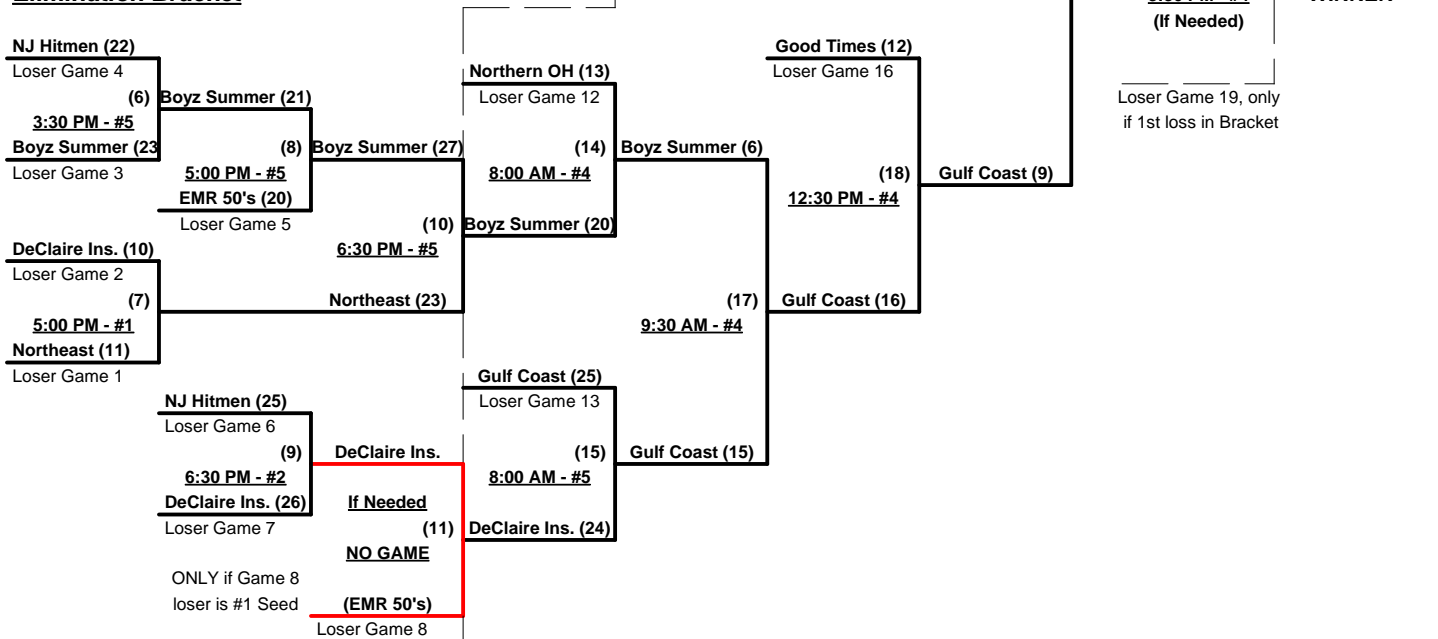 Elimination Bracket
(If Needed)
NJ Hitmen (22)
Loser Game 4
(6)
3:30 PM - #5
Boyz Summer (23
Loser Game 3
Boyz Summer (21)
(8)
5:00 PM - #5
EMR 50's (20)
Loser Game 5
DeClaire Ins. (10)
Loser Game 2
(7)
5:00 PM - #1
Northeast (11)
Loser Game 1
Boyz Summer (27)
(10)
6:30 PM - #5
Northeast (23)
NJ Hitmen (25)
Loser Game 6
(9)
6:30 PM - #2
DeClaire Ins. (26)
Loser Game 7
DeClaire Ins.
If Needed
(11)
NO GAME
ONLY if Game 8
loser is #1 Seed
(EMR 50's)
Loser Game 8
Northern OH (13)
Loser Game 12
(14)
8:00 AM - #4
Boyz Summer (20)
Gulf Coast (25)
Loser Game 13
(15)
8:00 AM - #5
DeClaire Ins. (24)
Boyz Summer (6)
(17)
9:30 AM - #4
Gulf Coast (15)
Good Times (12)
Loser Game 16
(18)
12:30 PM - #4
Gulf Coast (16)
Gulf Coast (9)
Loser Game 19, only
if 1st loss in Bracket